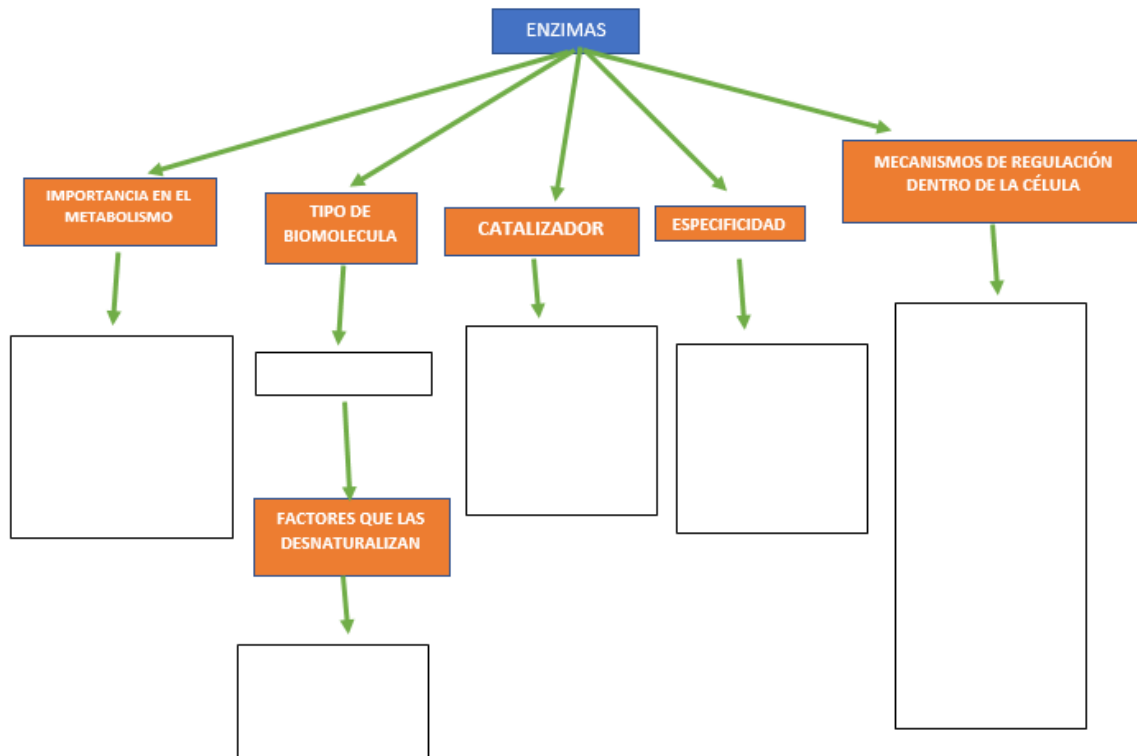 ENZIMAS
IMPORTANCIA EN EL
METABOLISMO
TIPO DE
BIOMOLECULA
CATALIZADOR
ESPECIFICIDAD
MECANISMOS DE REGULACIÓN
DENTRO DE LA CÉLULA
FACTORES QUE LAS
DESNATURALIZAN